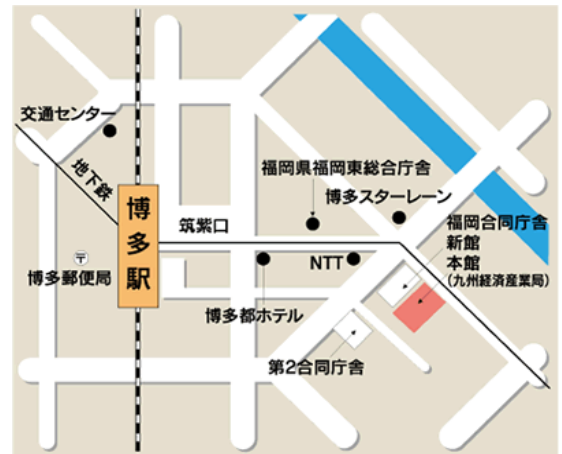 交通センター
地下鉄
福岡県福岡東総合庁舎
博多スターレーン
博多駅
筑紫口
福岡合同庁舎
新館
本館
(九州経済産業局)
〒
博多郵便局
NTT
博多都ホテル
第2合同庁舎